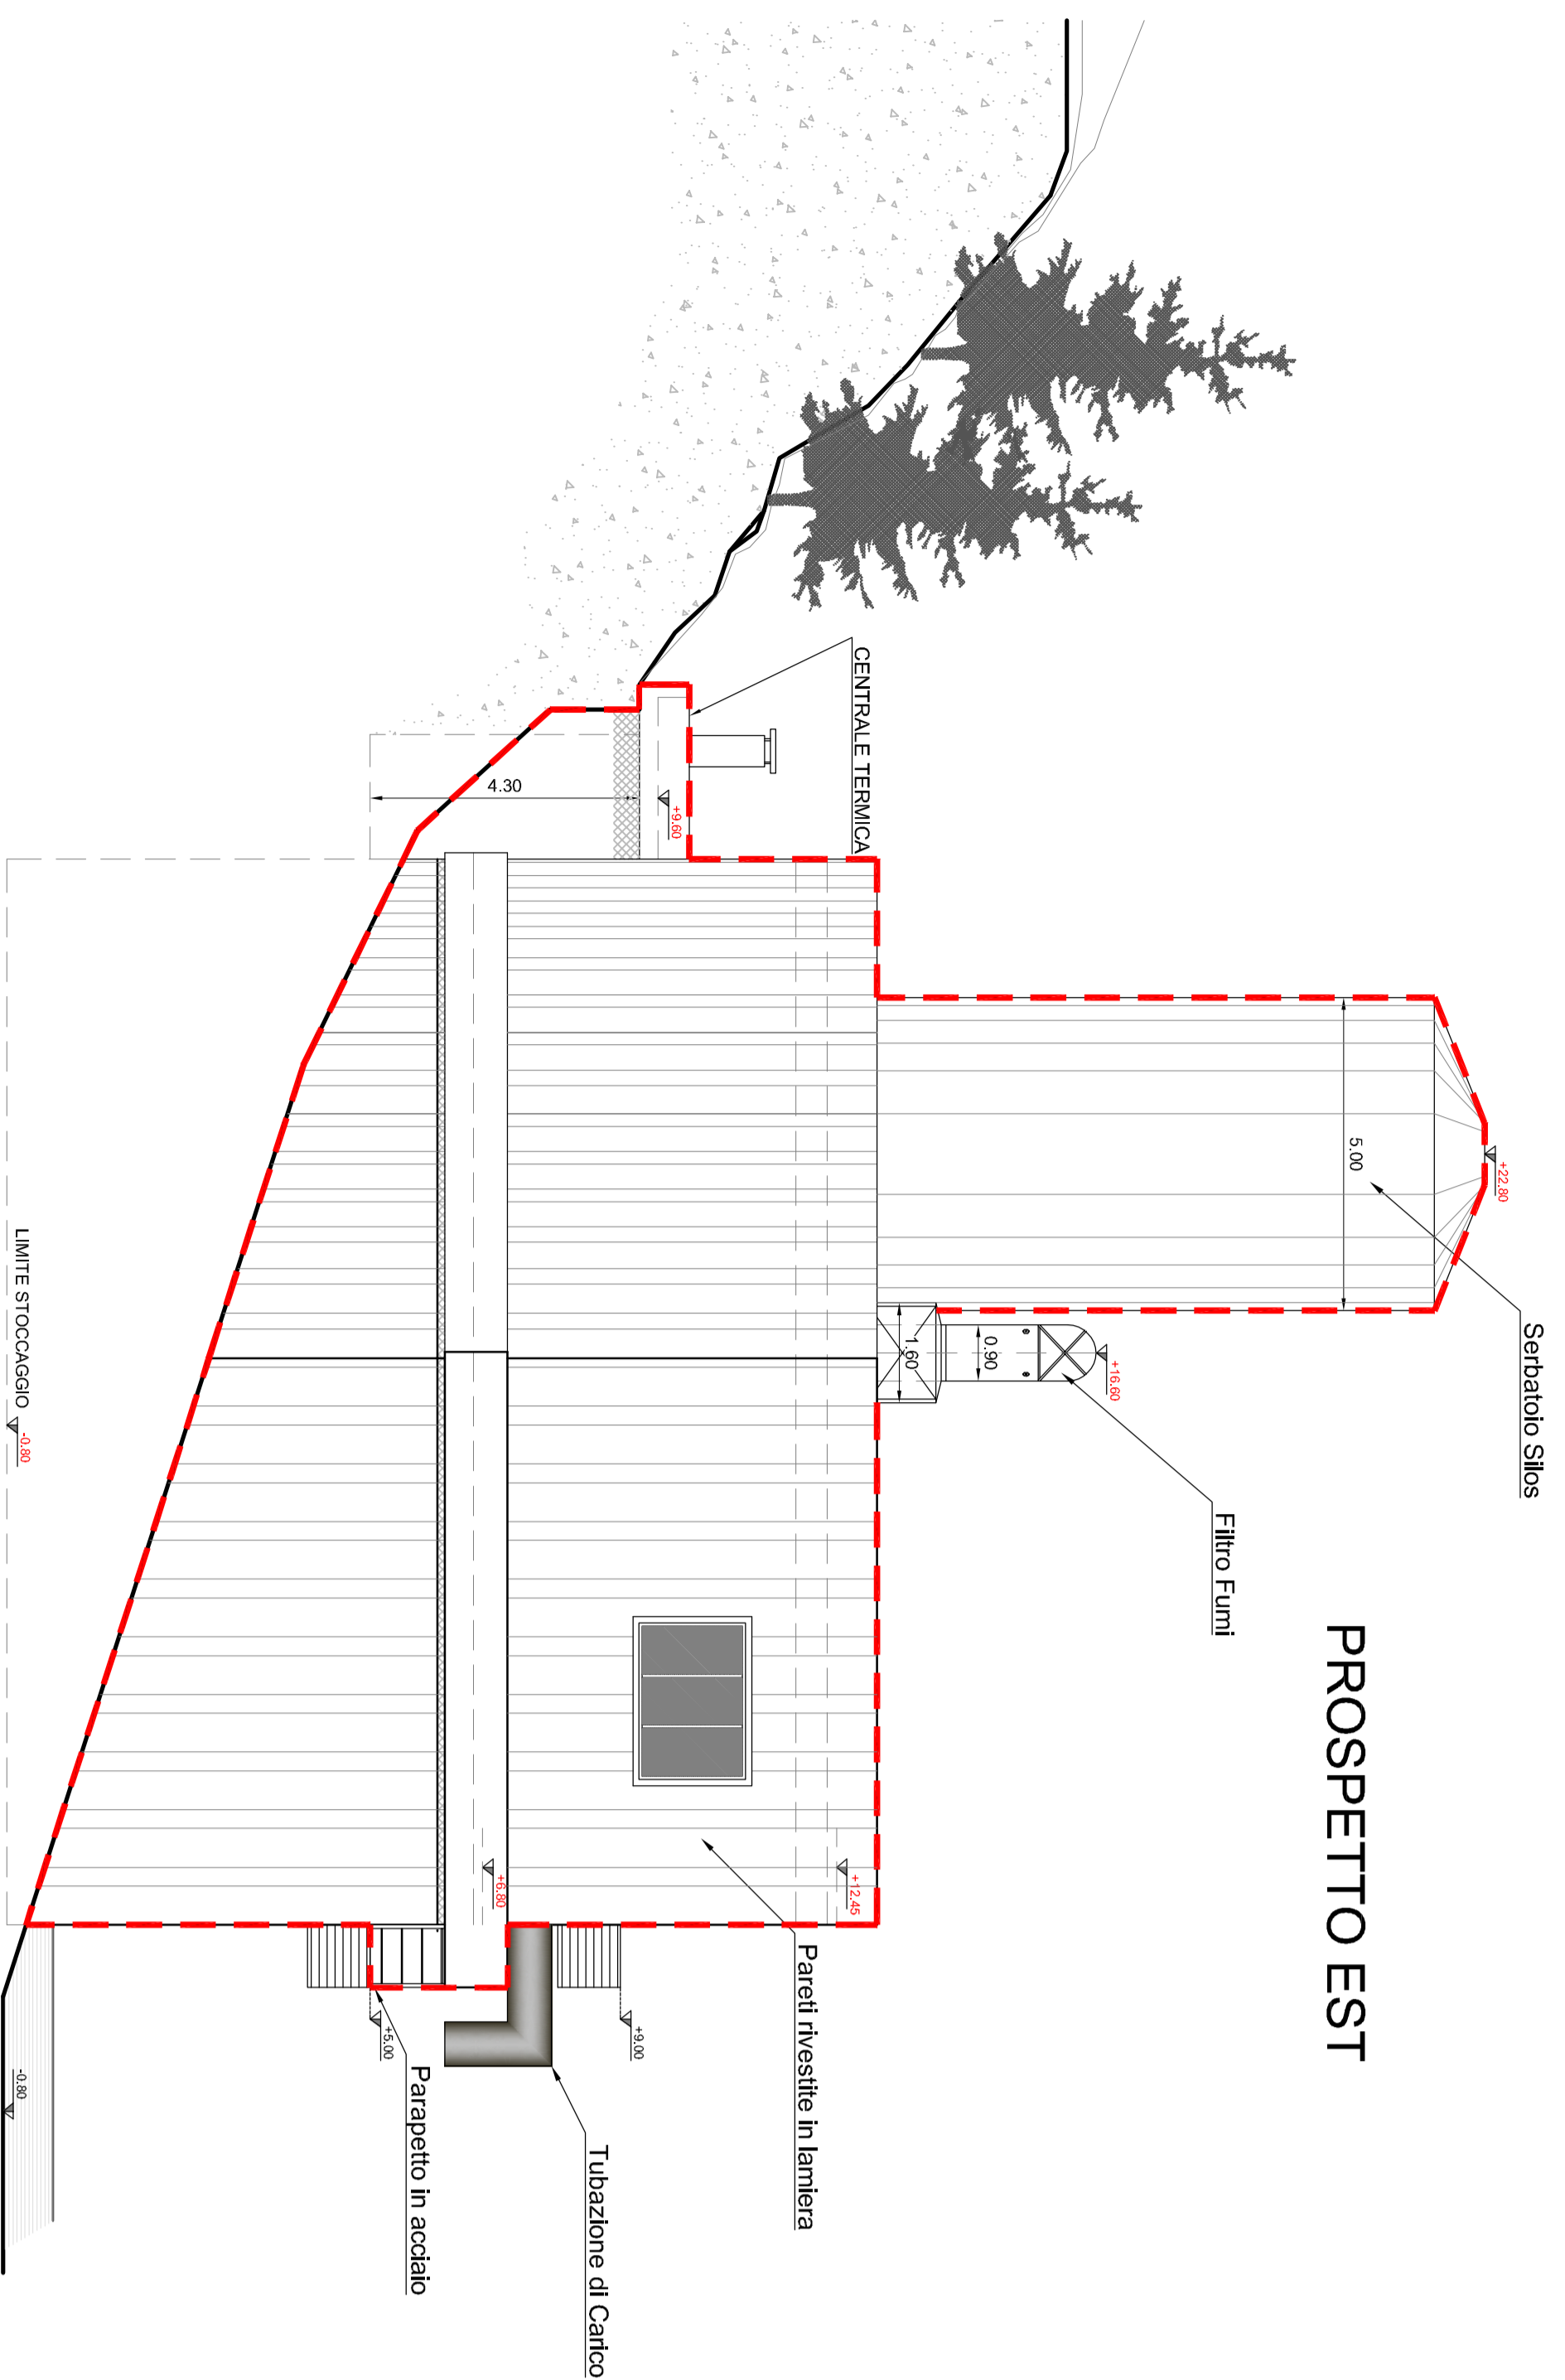 PROSPETTO EST
Serbatoio Silos
+22.80
5.00
Filtro Fumi
+16.60
0.90
1.60
CENTRALE TERMICA
+12.45
Pareti rivestite in lamiera
+9.60
+9.00
4.30
Tubazione di Carico
+6.80
Parapetto in acciaio
+5.00
LIMITE STOCCAGGIO
-0.80
-0.80